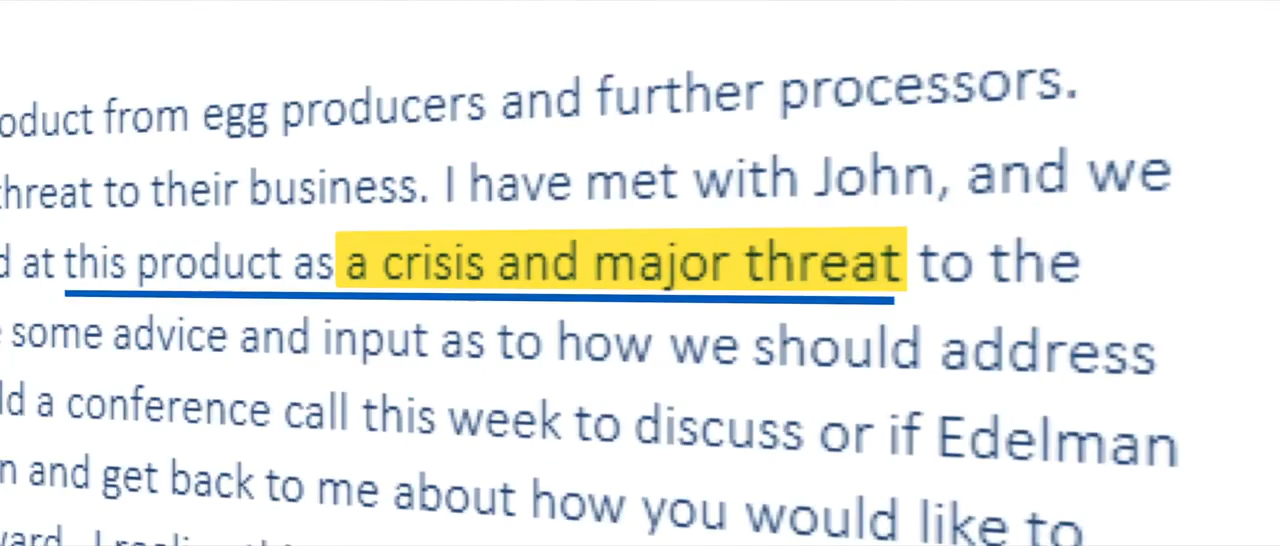 oduct from egg producers and further processors.
threat to their business. I have met with John, and we
d at this product as a crisis and major threat to the
some advice and input as to how we should address
ld a conference call this week to discuss or if Edelman
n and get back to me about how you would like to